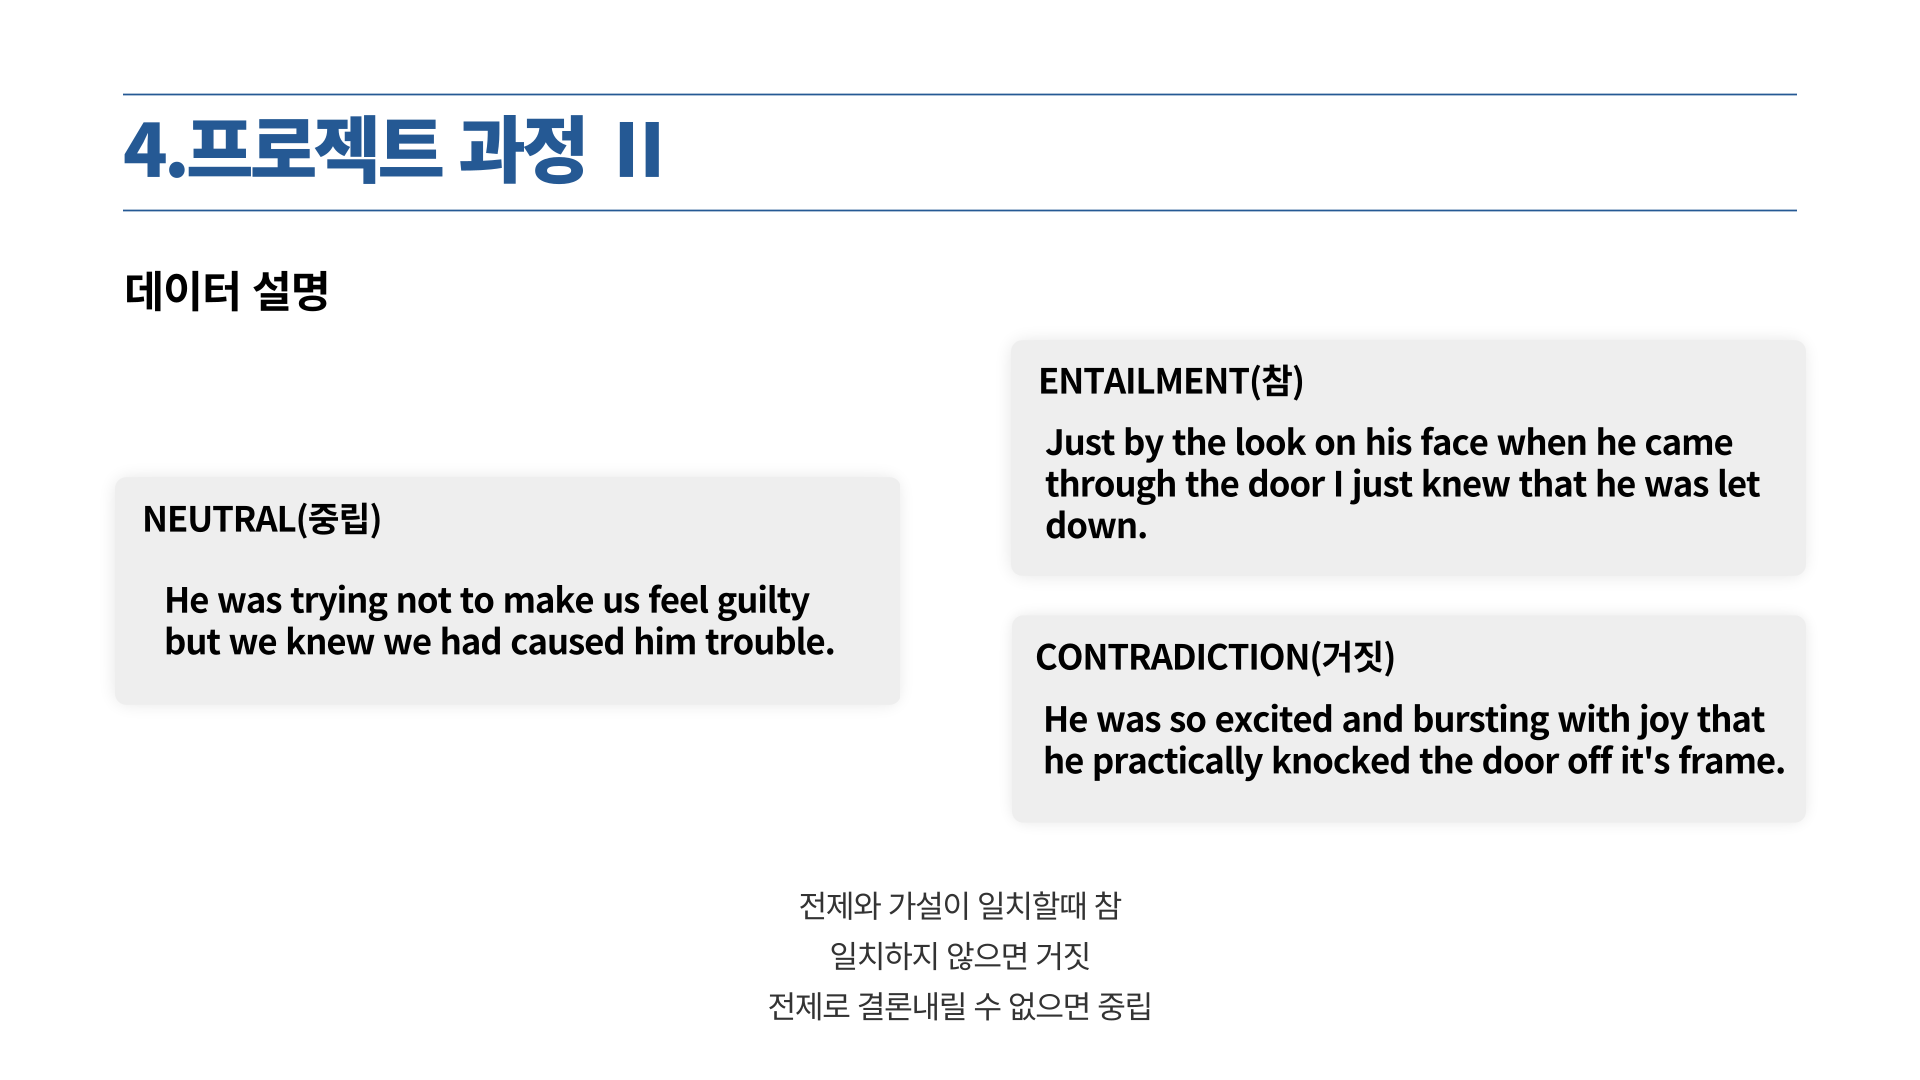 4.프로젝트 과정 II
데이터 설명
NEUTRAL(중립)
He was trying not to make us feel guilty
but we knew we had caused him trouble.
ENTAILMENT(참)
Just by the look on his face when he came
through the door I just knew that he was let
down.
CONTRADICTION(거짓)
He was so excited and bursting with joy that
he practically knocked the door off it's frame.
전제와 가설이 일치할때 참
일치하지 않으면 거짓
전제로 결론내릴 수 없으면 중립